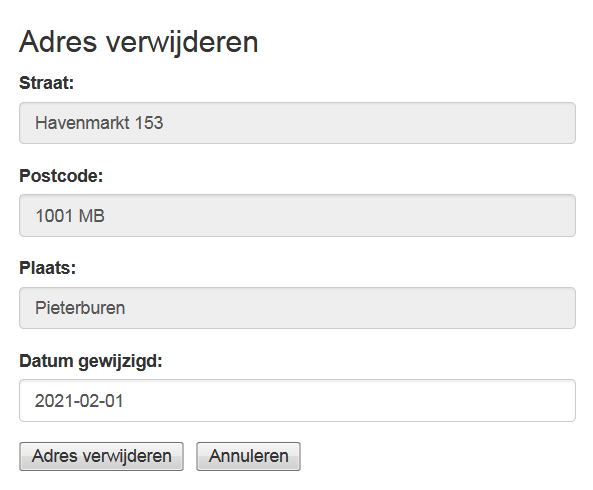 Adres verwijderen
Straat:
Havenmarkt 153
Postcode:
1001 MB
Plaats:
Pieterburen
Datum gewijzigd:
2021-02-01
Adres verwijderen Annuleren